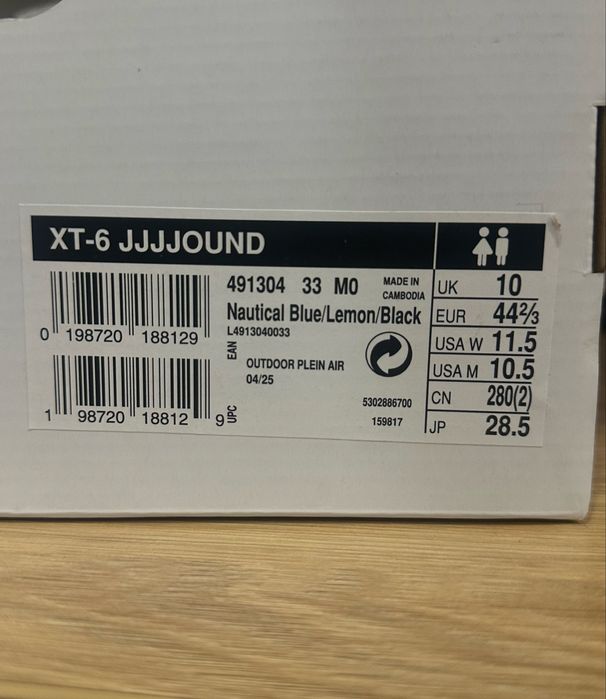 XT-6 JJJJOUND
0 198720 188129
EAN
1 98720 18812 9
UPC
491304 33 M0
MADE IN
CAMBODIA
Nautical Blue/Lemon/Black
L4913040033
OUTDOOR PLEIN AIR
04/25
5302886700
159817
UK 10
EUR 44⅔
USA W 11.5
USA M 10.5
CN 280(2)
JP 28.5